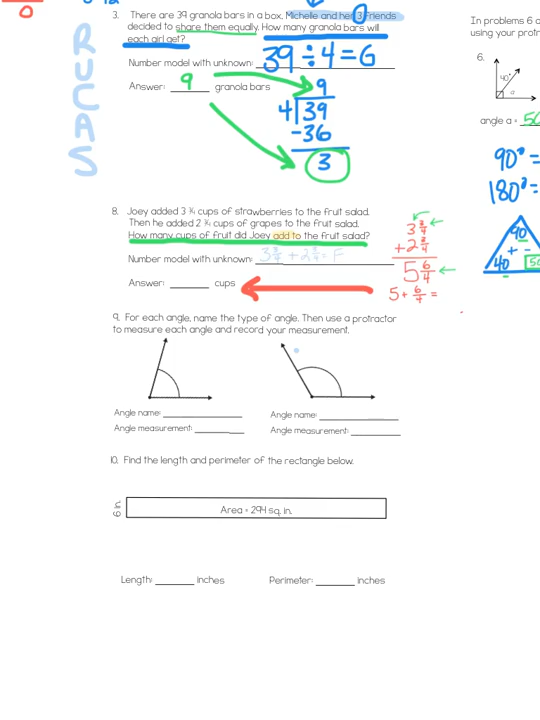 3. There are 39 granola bars in a box. Michelle and her 3 friends
decided to share them equally. How many granola bars will
each girl get?
Number model with unknown: 39 ÷ 4 = G
Answer: 9 granola bars
9
4 39
-36
3
R
U
C
A
S
0
8. Joey added 3 ¾ cups of strawberries to the fruit salad.
Then he added 2 ¾ cups of grapes to the fruit salad.
How many cups of fruit did Joey add to the fruit salad?
Number model with unknown: 3 3/4 + 2 3/4 = F
Answer: cups
3 3/4
+ 2 3/4
5 6/4
5 + 6/4 =
9. For each angle, name the type of angle. Then use a protractor
to measure each angle and record your measurement.
Angle name: Angle name:
Angle measurement: Angle measurement:
10. Find the length and perimeter of the rectangle below.
6 in.
Area = 294 sq. in.
Length: inches Perimeter: inches
In problems 6
using your
6.
40°
a
angle a =
90° =
180° =
90
+ -
40